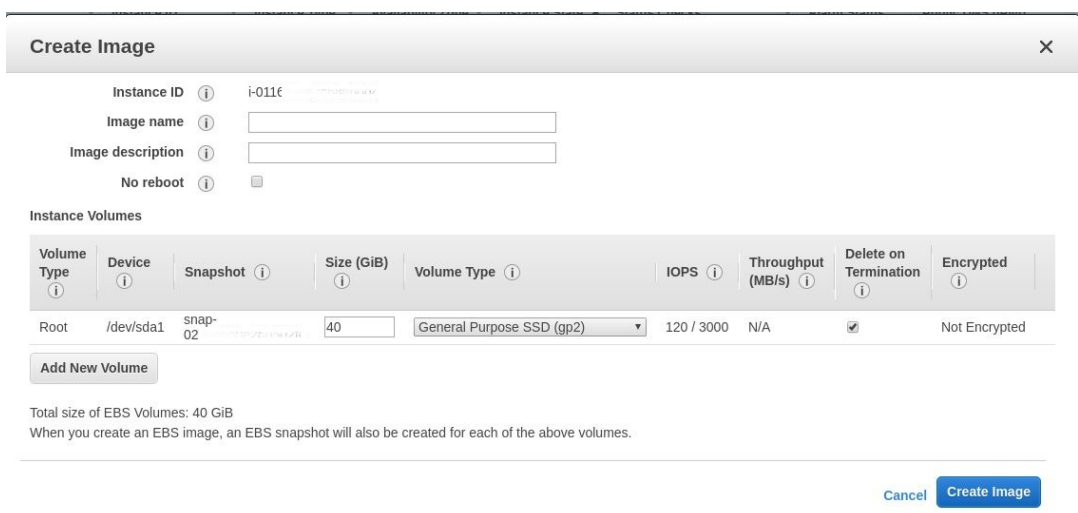 Create Image ×
Instance ID i i-0116
Image name i
Image description i
No reboot i
Instance Volumes
Volume Type i Device i Snapshot i Size (GiB) i Volume Type i IOPS i Throughput (MB/s) i Delete on Termination i Encrypted i
Root /dev/sda1 snap-02 40 General Purpose SSD (gp2) 120 / 3000 N/A Not Encrypted
Add New Volume
Total size of EBS Volumes: 40 GiB
When you create an EBS image, an EBS snapshot will also be created for each of the above volumes.
Cancel Create Image